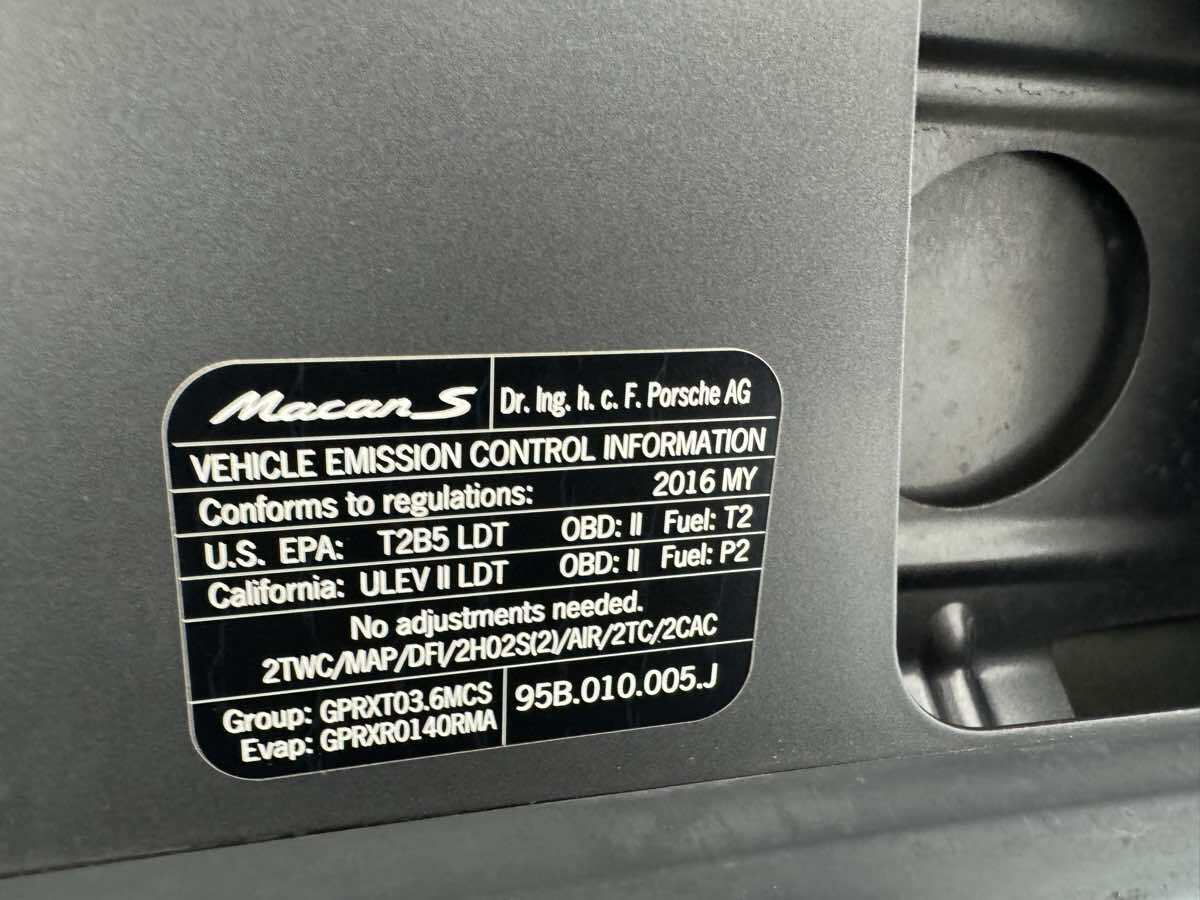 Macan S
Dr. Ing. h. c. F. Porsche AG
VEHICLE EMISSION CONTROL INFORMATION
Conforms to regulations: 2016 MY
U.S. EPA: T2B5 LDT OBD: II Fuel: T2
California: ULEV II LDT OBD: II Fuel: P2
No adjustments needed.
2TWC/MAP/DFI/2HO2S(2)/AIR/2TC/2CAC
Group: GPRXT03.6MCS
Evap: GPRXR0140RMA
95B.010.005.J